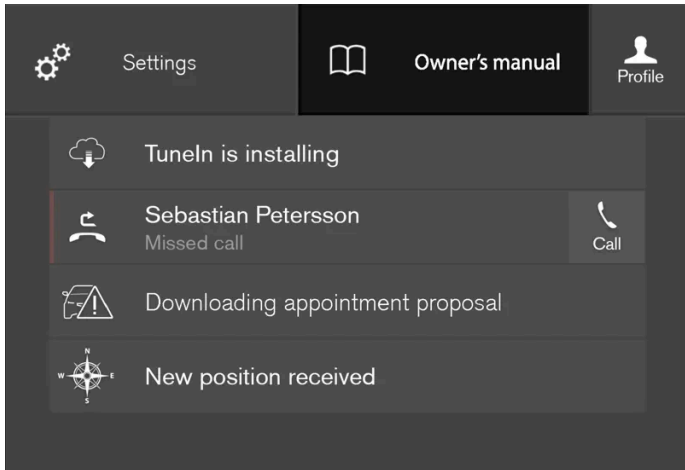 Settings
Owner's manual
Profile
TuneIn is installing
Sebastian Petersson
Missed call
Call
Downloading appointment proposal
N
W E
S
New position received